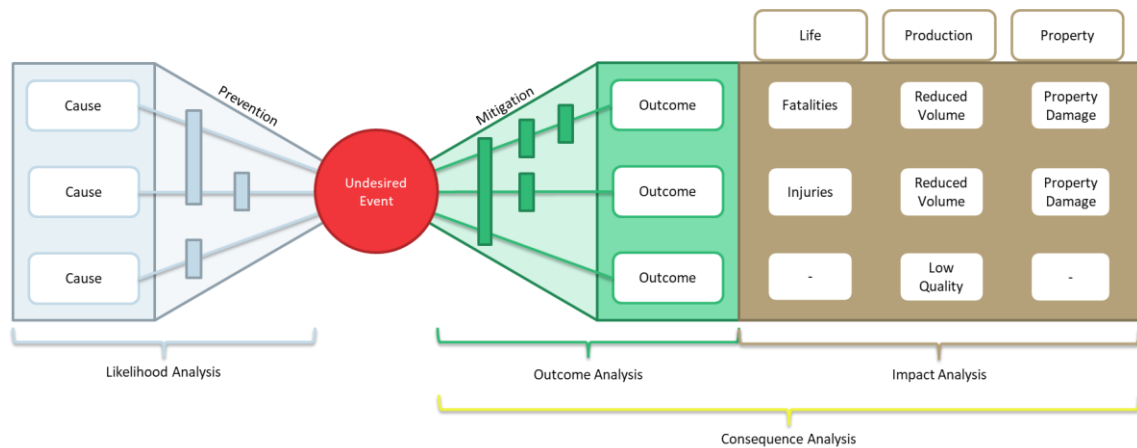 Life
Production
Property
Cause
Prevention
Mitigation
Outcome
Fatalities
Reduced
Volume
Property
Damage
Cause
Undesired
Event
Outcome
Injuries
Reduced
Volume
Property
Damage
Cause
Outcome
-
Low
Quality
-
Likelihood Analysis
Outcome Analysis
Impact Analysis
Consequence Analysis